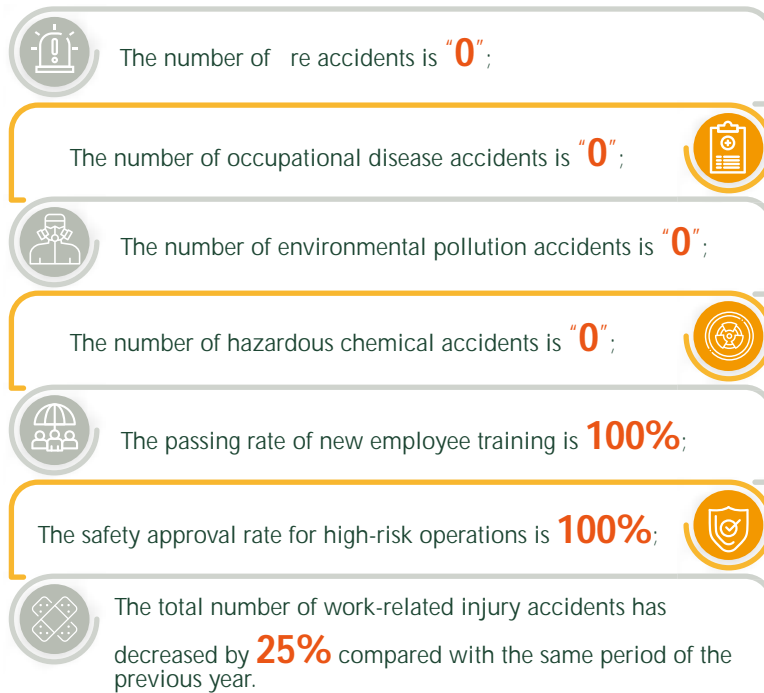 The number of re accidents is “0”;
The number of occupational disease accidents is “0”;
The number of environmental pollution accidents is “0”;
The number of hazardous chemical accidents is “0”;
The passing rate of new employee training is 100%;
The safety approval rate for high-risk operations is 100%;
The total number of work-related injury accidents has
decreased by 25% compared with the same period of the
previous year.